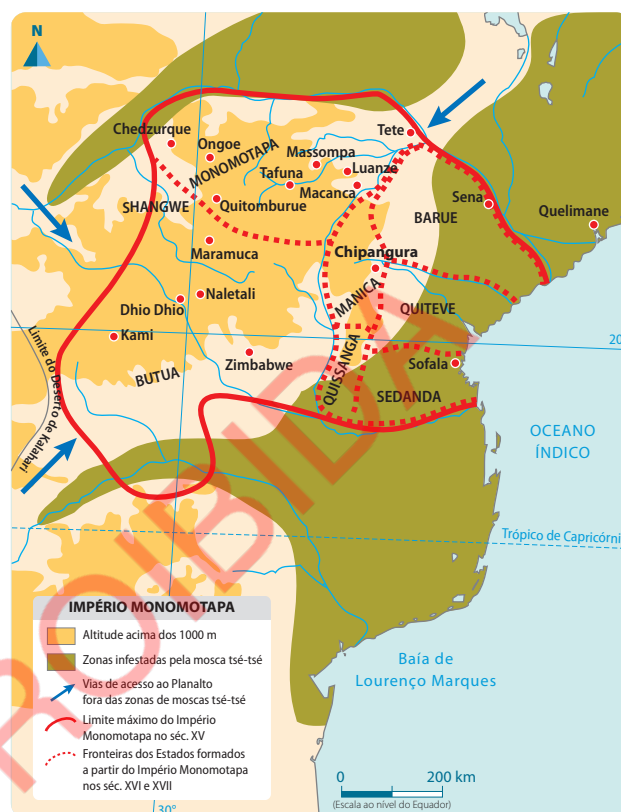 N
Chedzurque
Ongoe
MONOMOTAPA
Massompa
Tete
Luanze
Tafuna
Macanca
SHANGWE
Quitomburue
Sena
BARUE
Quelimane
Maramuca
Chipangura
MANICA
Naletali
Dhio Dhio
QUITEVE
Kami
20
Zimbabwe
QUISSANGA
Sofala
BUTUA
SEDANDA
Limite do Deserto de Kalahari
OCEANO
ÍNDICO
Trópico de Capricórni
IMPÉRIO MONOMOTAPA
Altitude acima dos 1000 m
Zonas infestadas pela mosca tsé-tsé
Vias de acesso ao Planalto
fora das zonas de moscas tsé-tsé
Limite máximo do Império
Monomotapa no séc. XV
Fronteiras dos Estados formados
a partir do Império Monomotapa
nos séc. XVI e XVII
Baía de
Lourenço Marques
0 200 km
(Escala ao nível do Equador)
30°
ROIBIDA